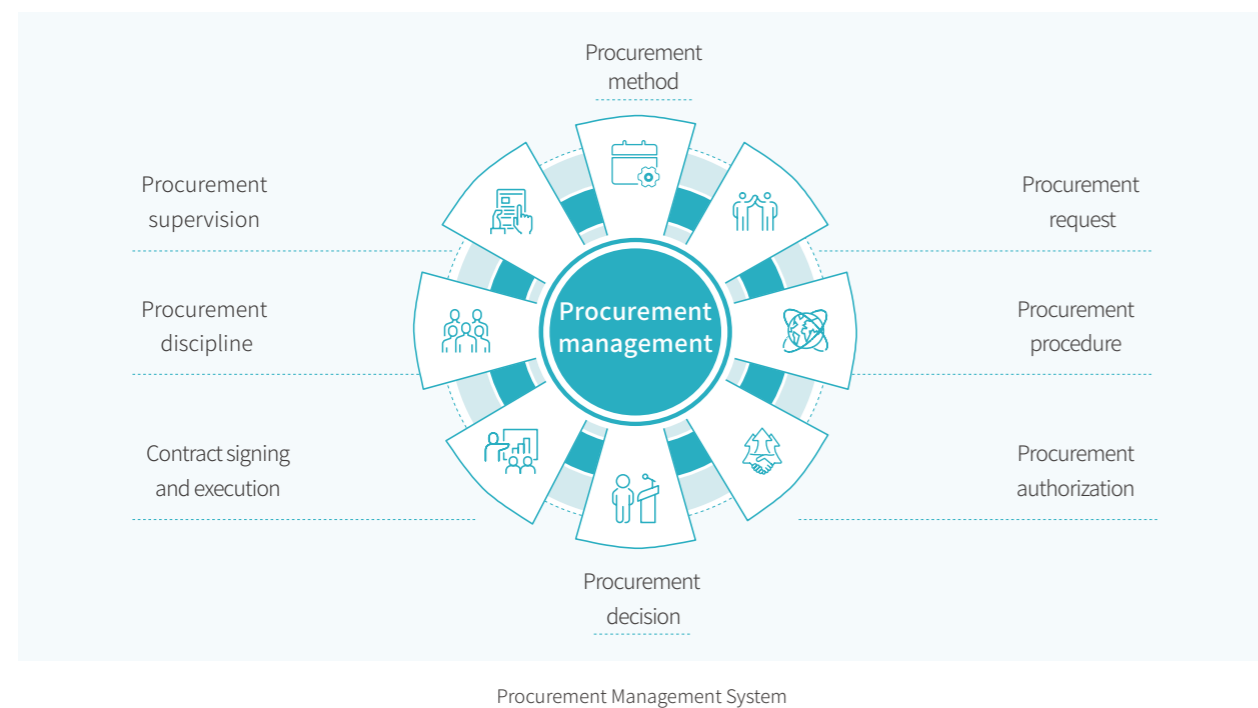 Procurement
method
Procurement
supervision
Procurement
request
Procurement
discipline
Procurement
management
Procurement
procedure
Contract signing
and execution
Procurement
authorization
Procurement
decision
Procurement Management System